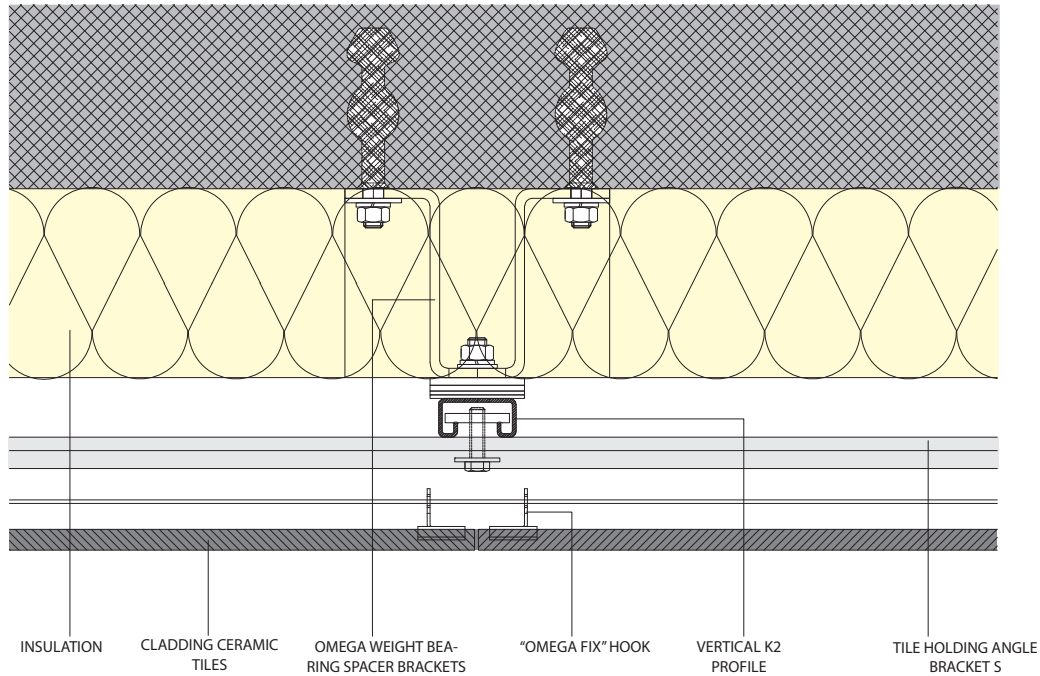 INSULATION
CLADDING CERAMIC
TILES
OMEGA WEIGHT BEA-
RING SPACER BRACKETS
“OMEGA FIX” HOOK
VERTICAL K2
PROFILE
TILE HOLDING ANGLE
BRACKET S